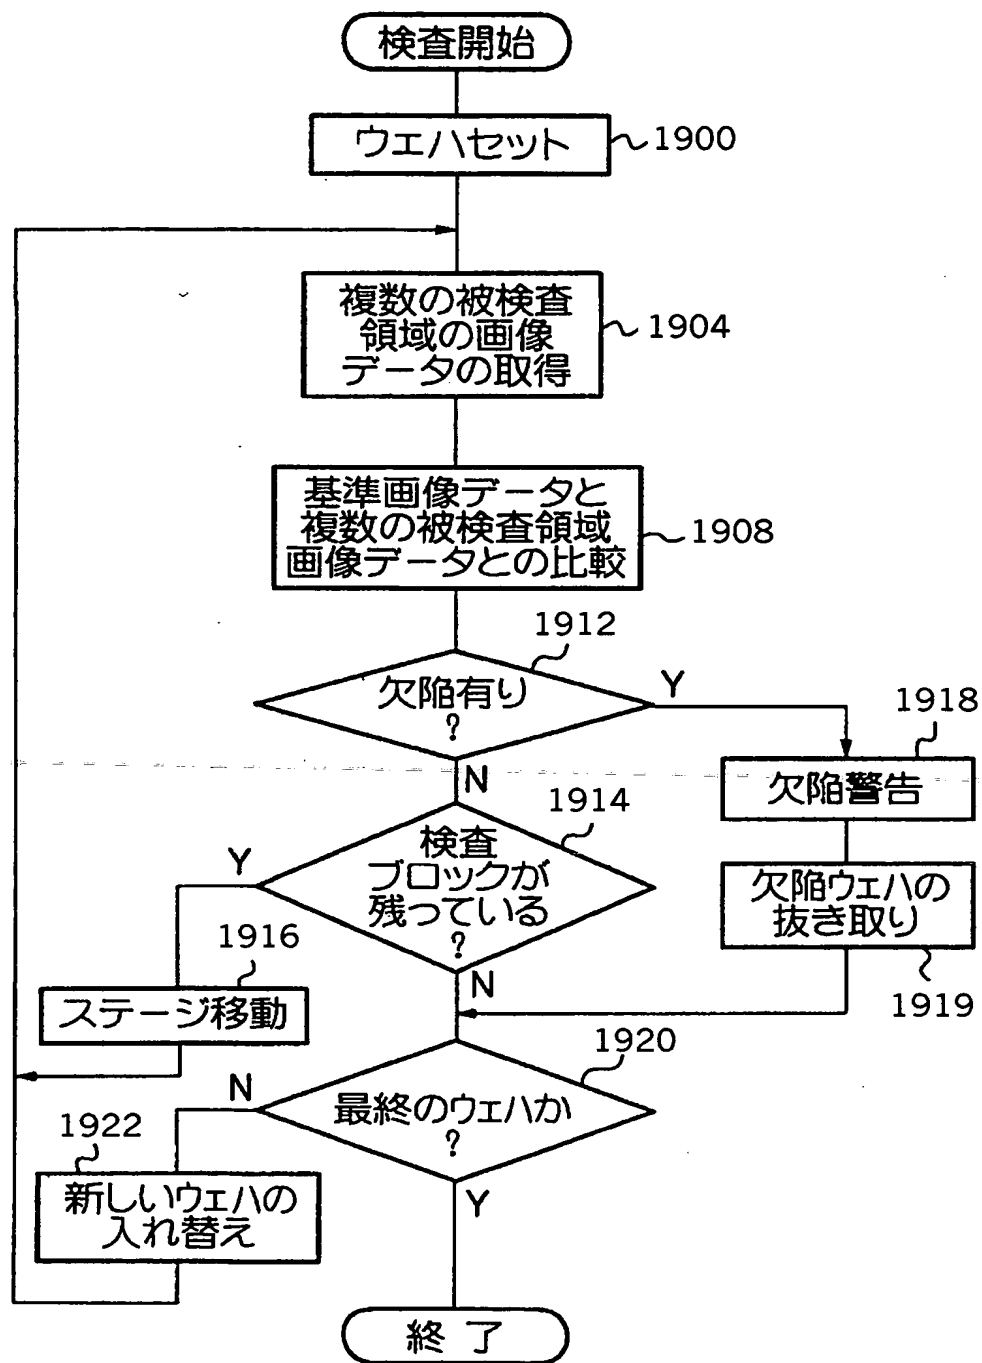 検査開始
ウエハセット
1900
複数の被検査
領域の画像
データの取得
1904
基準画像データと
複数の被検査領域
画像データとの比較
1908
1912
欠陥有り
?
Y
N
1918
欠陥警告
1914
検査
ブロックが
残っている
?
Y
N
欠陥ウェハの
抜き取り
1919
1916
ステージ移動
1920
最終のウェハか
?
N
Y
1922
新しいウェハの
入れ替え
終了